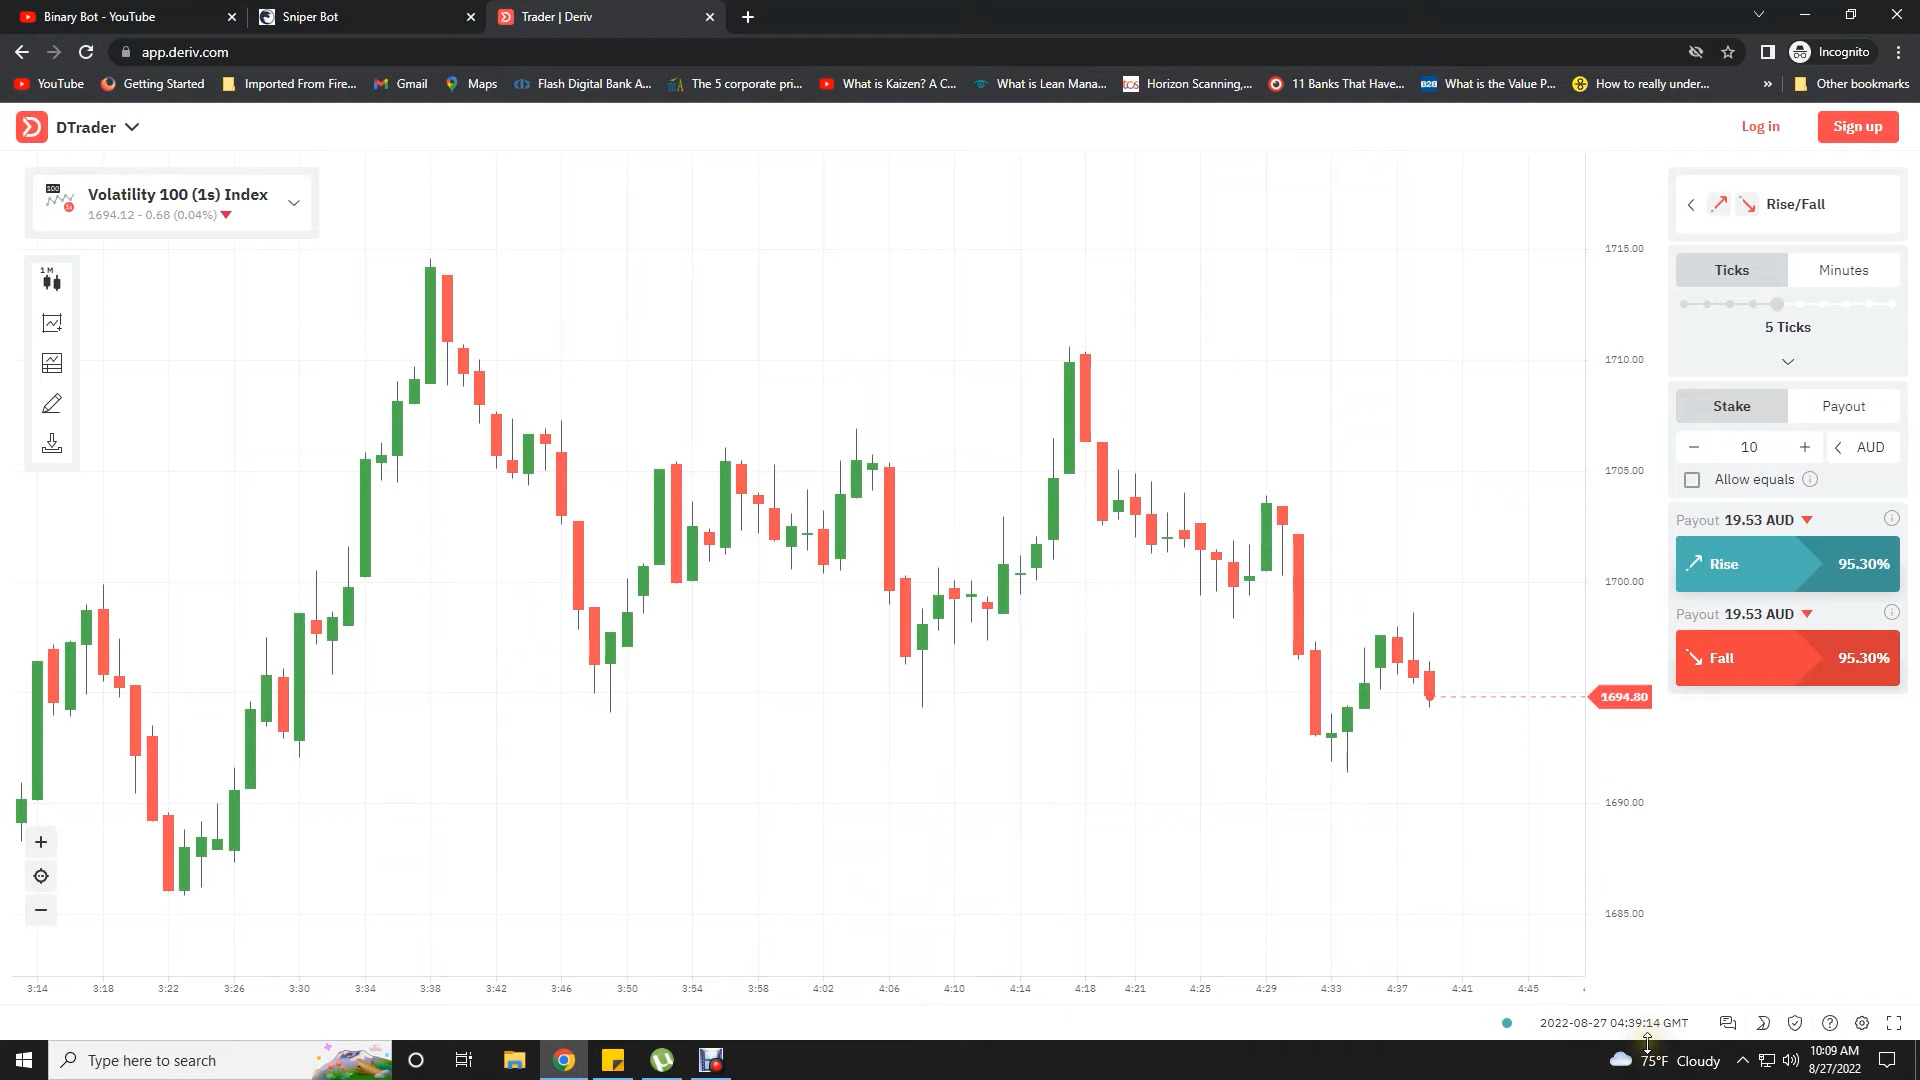 Binary Bot - YouTube
Sniper Bot
Trader | Deriv
app.deriv.com
Incognito
YouTube
Getting Started
Imported From Fire...
Gmail
Maps
Flash Digital Bank A...
The 5 corporate pri...
What is Kaizen? A C...
What is Lean Mana...
Horizon Scanning,...
11 Banks That Have...
What is the Value P...
How to really under...
Other bookmarks
DTrader
Log in
Sign up
100
Volatility 100 (1s) Index
1694.12 - 0.68 (0.04%)
1 M
Rise/Fall
Ticks
Minutes
5 Ticks
Stake
Payout
− 10 + AUD
Allow equals
Payout 19.53 AUD
Rise 95.30%
Payout 19.53 AUD
Fall 95.30%
1715.00
1710.00
1705.00
1700.00
1694.80
1690.00
1685.00
3:14 3:18 3:22 3:26 3:30 3:34 3:38 3:42 3:46 3:50 3:54 3:58 4:02 4:06 4:10 4:14 4:18 4:21 4:25 4:29 4:33 4:37 4:41 4:45
2022-08-27 04:39:14 GMT
Type here to search
75°F Cloudy
10:09 AM
8/27/2022